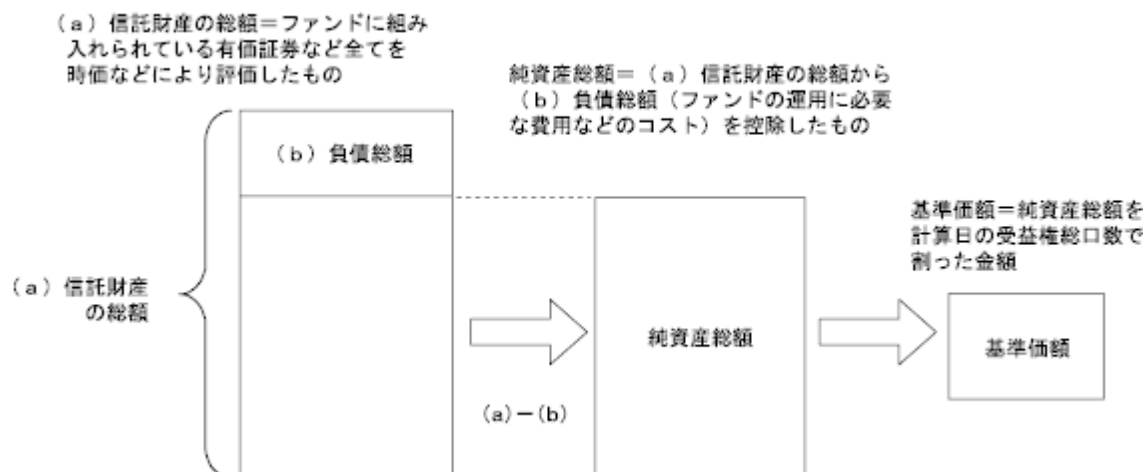 (a)信託財産の総額=ファンドに組み
入れられている有価証券など全てを
時価などにより評価したもの
純資産総額=(a)信託財産の総額から
(b)負債総額(ファンドの運用に必要
な費用などのコスト)を控除したもの
(b)負債総額
基準価額=純資産総額を
計算日の受益権総口数で
割った金額
(a)信託財産
の総額
純資産総額
基準価額
(a)-(b)